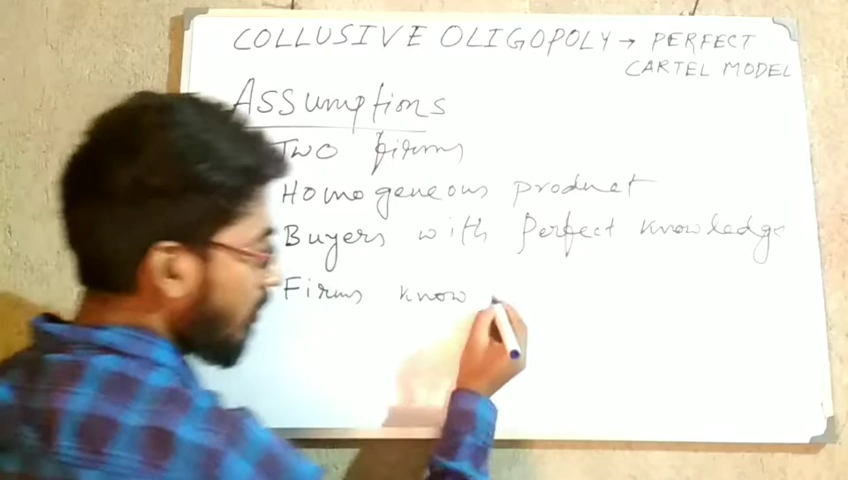 COLLUSIVE OLIGOPOLY → PERFECT
CARTEL MODEL
Assumptions
Two firms
Homogeneous product
Buyers with Perfect knowledge
Firms know